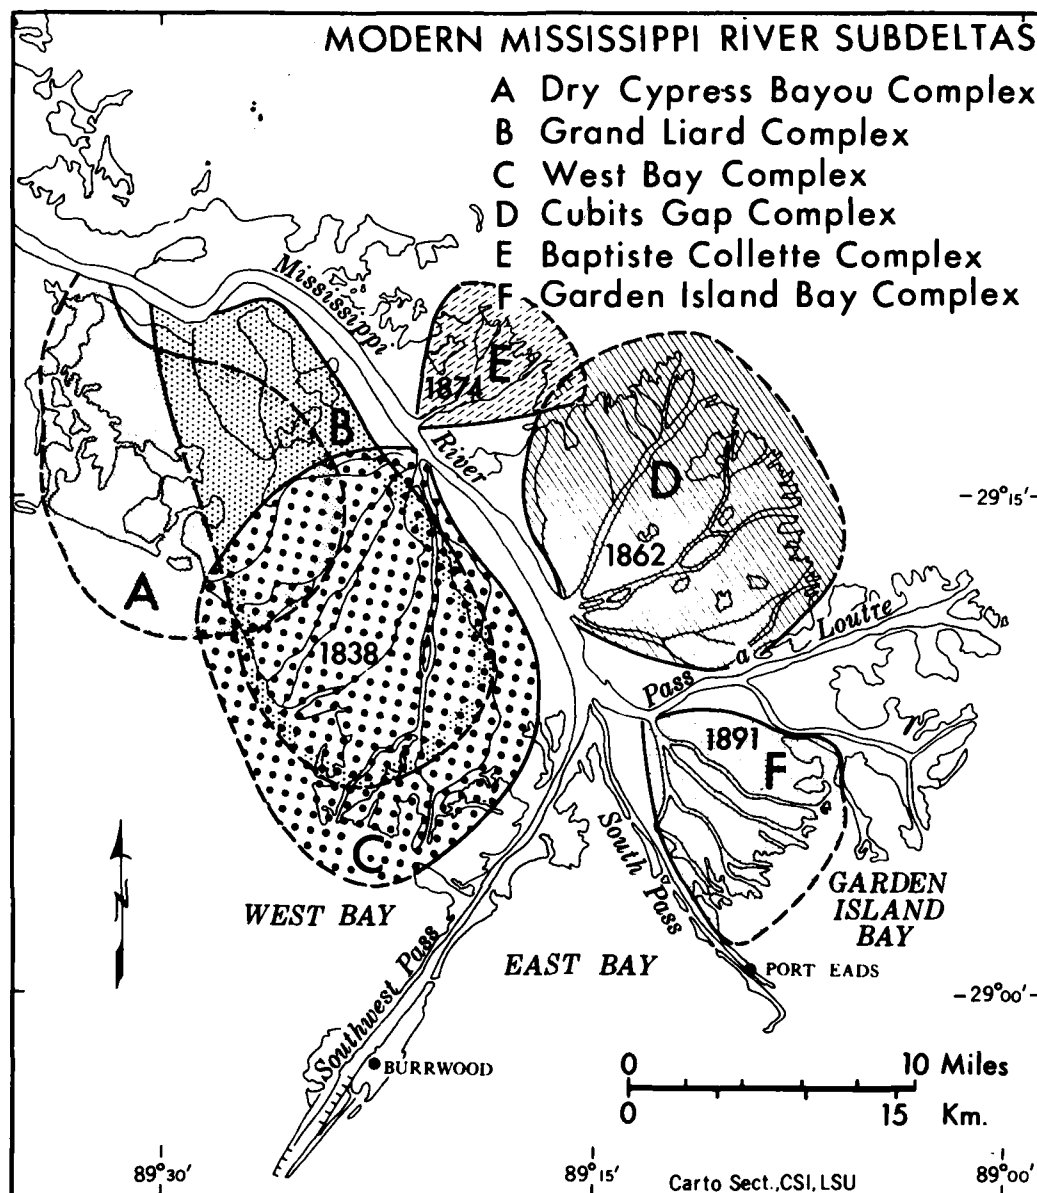 MODERN MISSISSIPPI RIVER SUBDELTAS
A Dry Cypress Bayou Complex
B Grand Liard Complex
C West Bay Complex
D Cubits Gap Complex
E Baptiste Collette Complex
F Garden Island Bay Complex
Mississippi
River
E
1874
B
D
29°15'
1862
A
1838
Pass a Loutre
1891
F
C
South Pass
GARDEN
ISLAND
BAY
WEST BAY
EAST BAY
PORT EADS
29°00'
Southwest Pass
BURRWOOD
N
0 10 Miles
0 15 Km.
89°30' 89°15' 89°00'
Carto Sect.,CSI, LSU